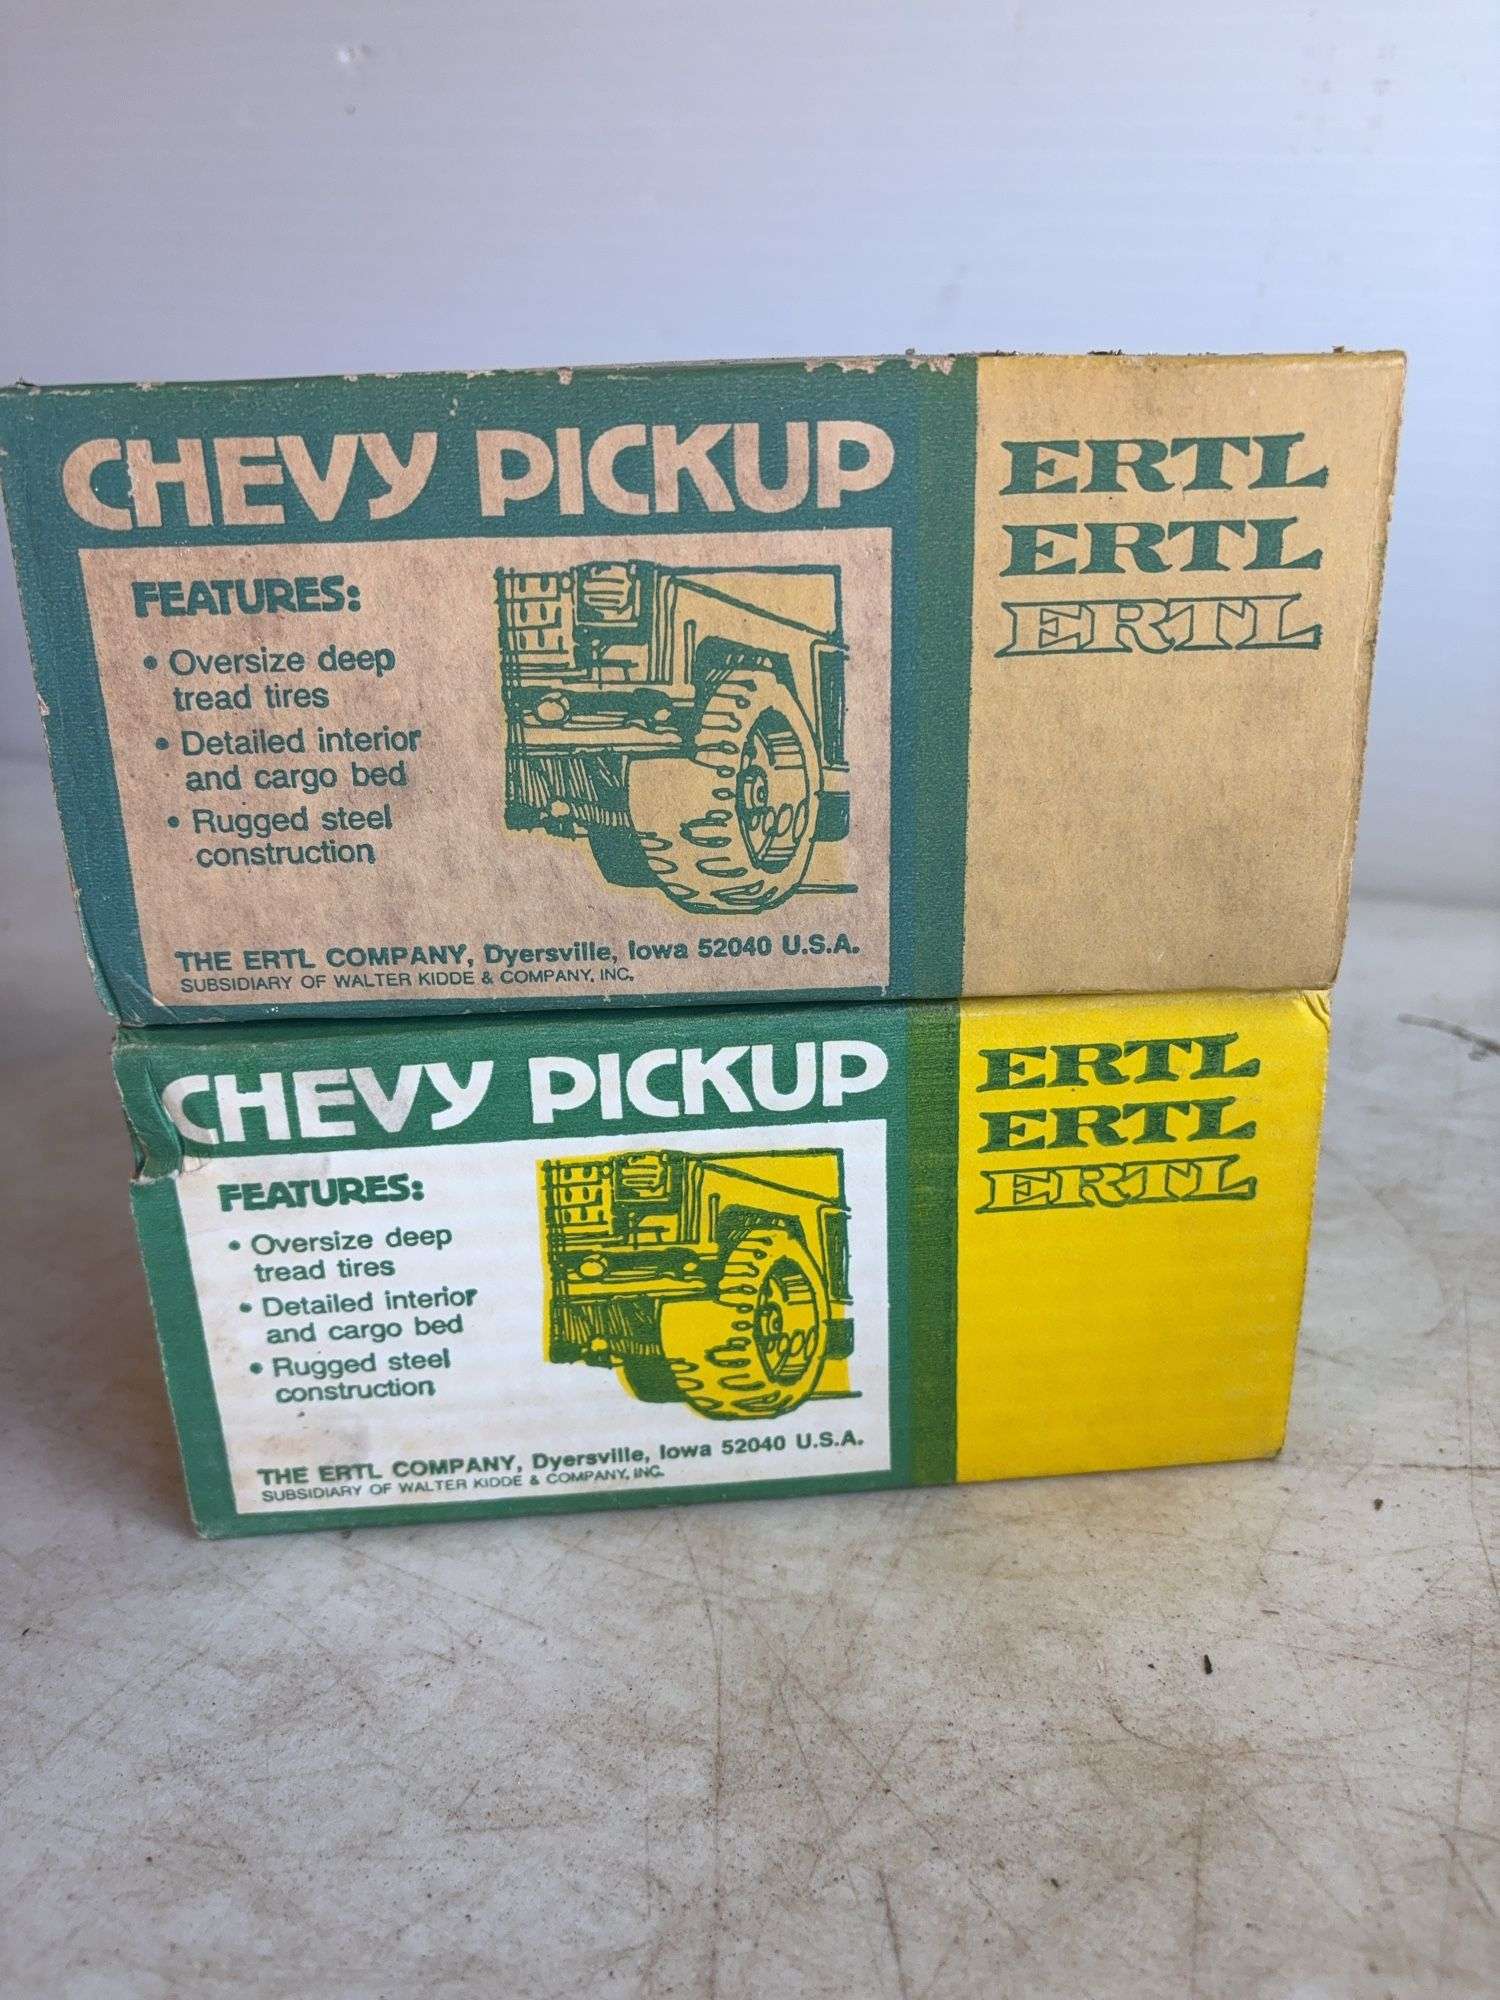 CHEVY PICKUP
FEATURES:
• Oversize deep
tread tires
• Detailed interior
and cargo bed
• Rugged steel
construction
THE ERTL COMPANY, Dyersville, Iowa 52040 U.S.A.
SUBSIDIARY OF WALTER KIDDE & COMPANY, INC.
ERTL
ERTL
ERTL
CHEVY PICKUP
FEATURES:
• Oversize deep
tread tires
• Detailed interior
and cargo bed
• Rugged steel
construction
THE ERTL COMPANY, Dyersville, Iowa 52040 U.S.A.
SUBSIDIARY OF WALTER KIDDE & COMPANY, INC.
ERTL
ERTL
ERTL